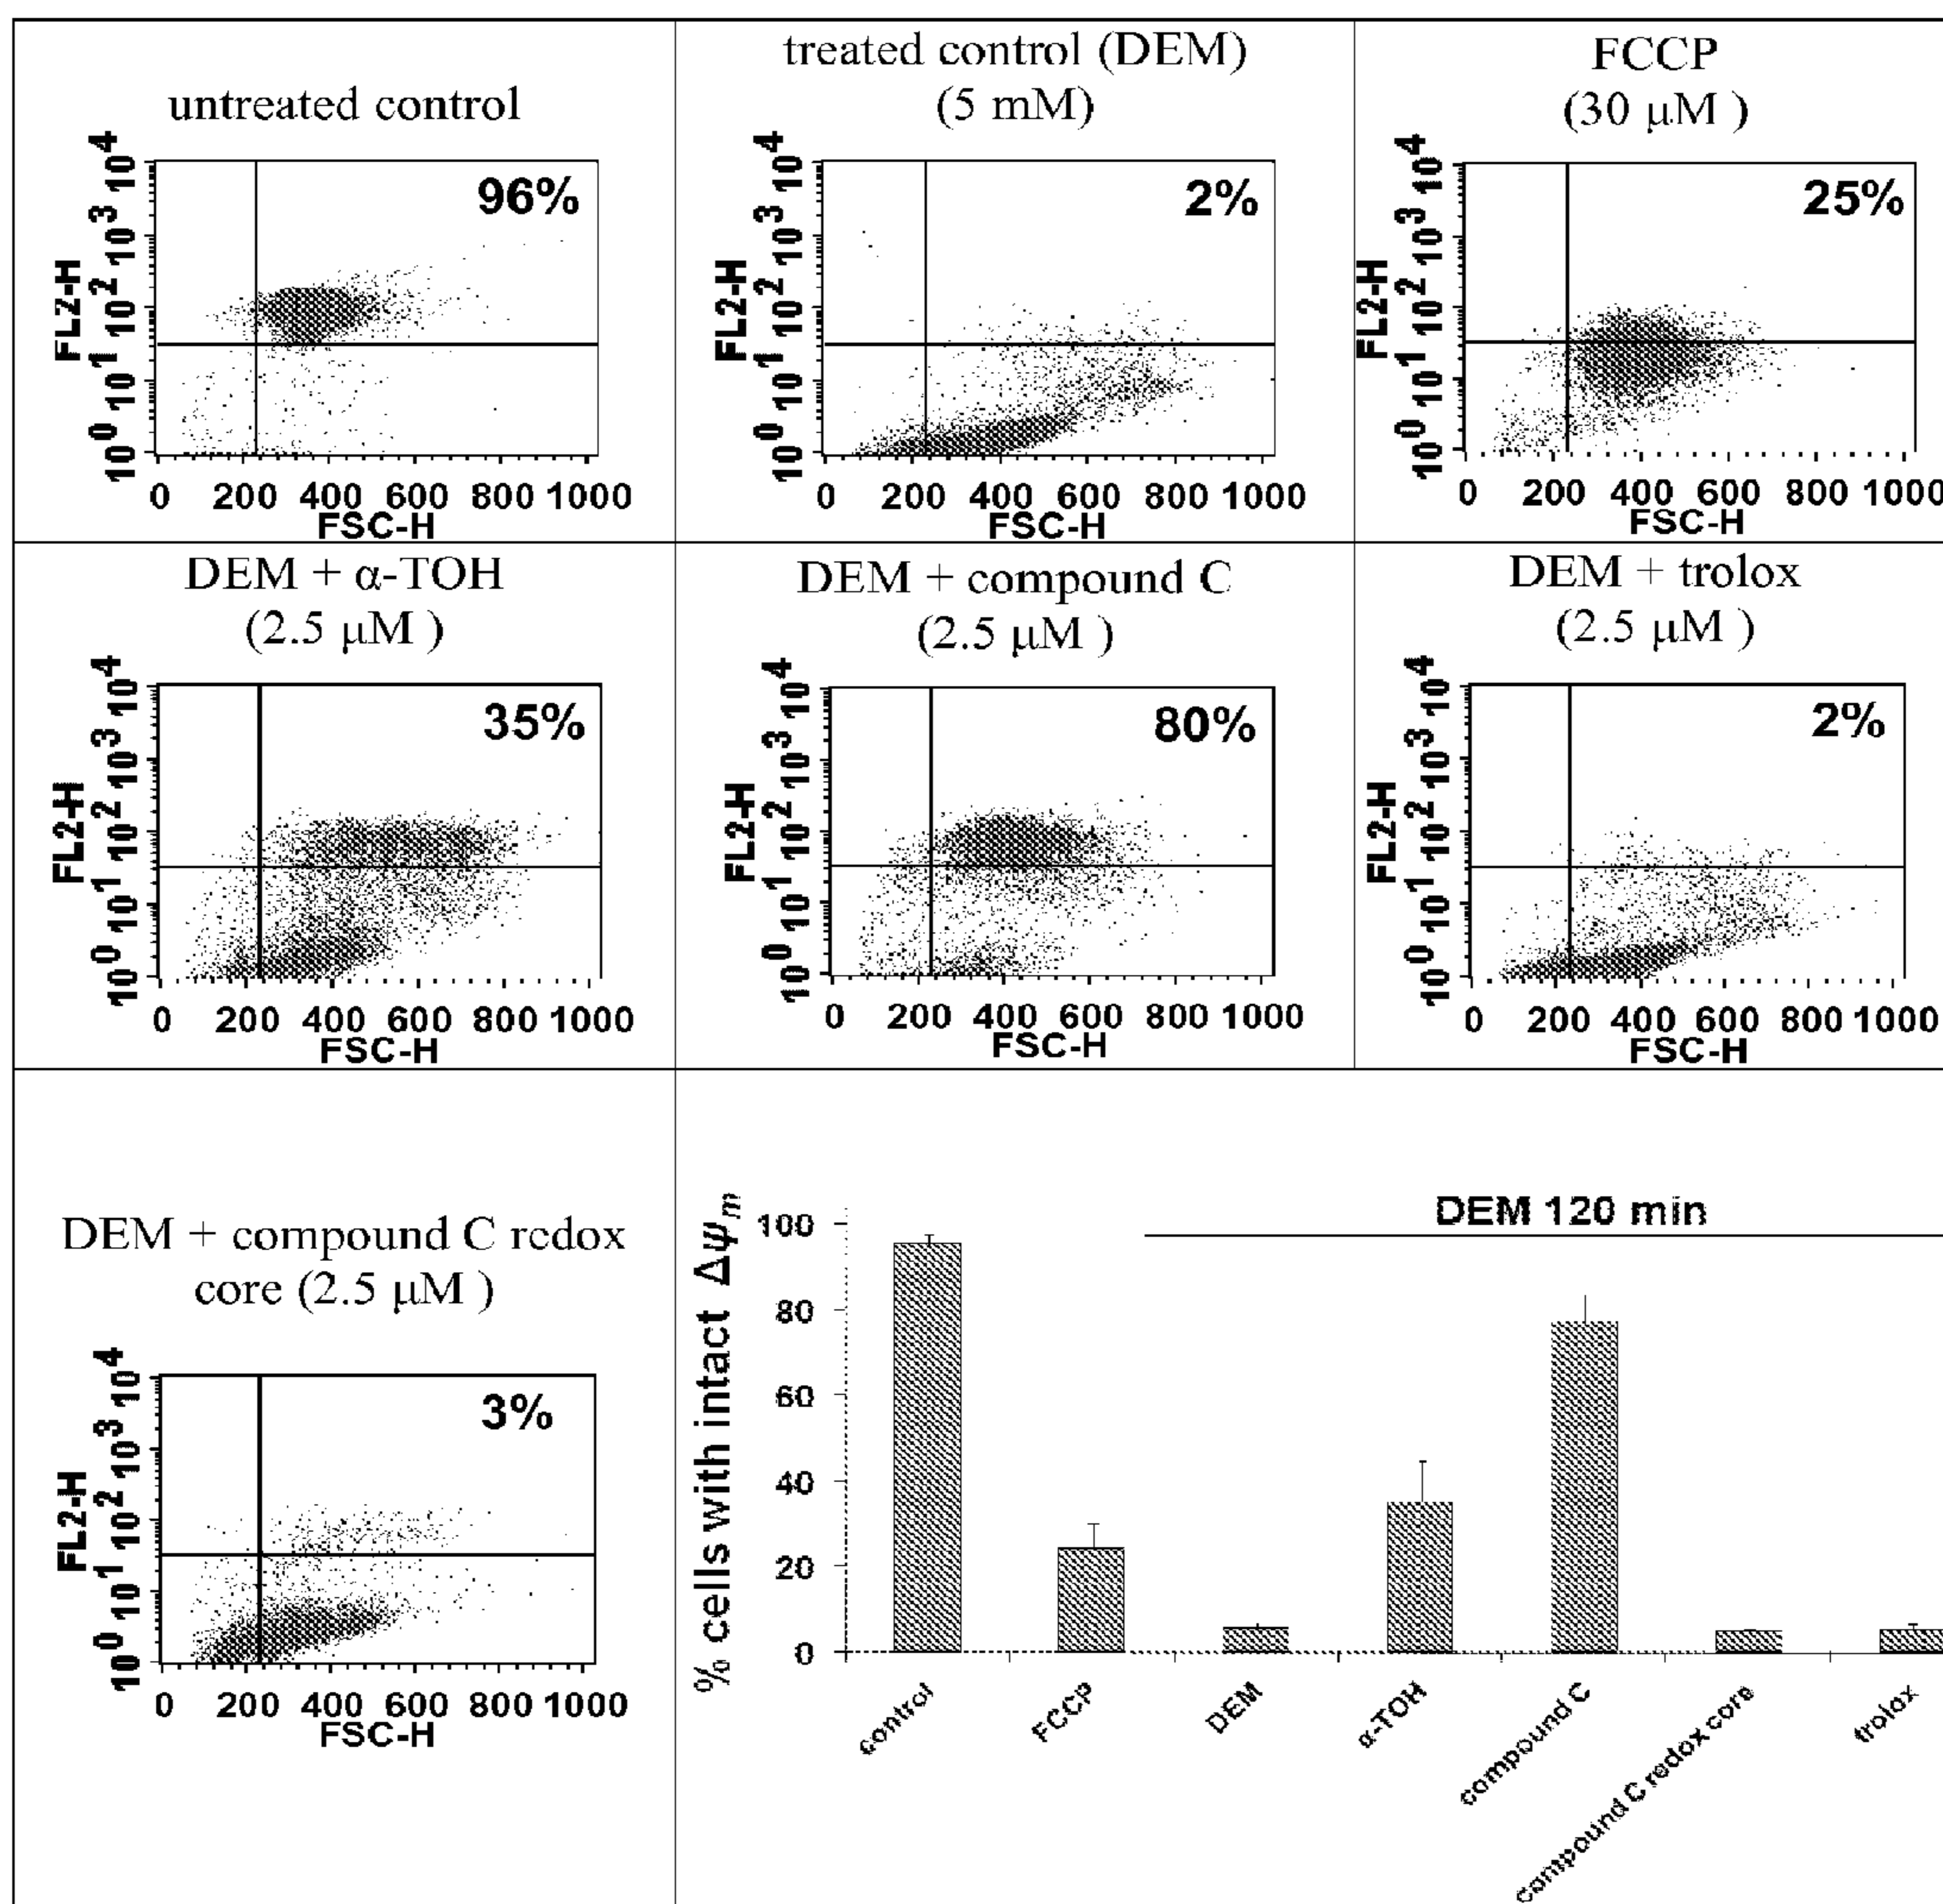 untreated control
96%
FL2-H
10^0 10^1 10^2 10^3 10^4
0 200 400 600 800 1000
FSC-H
treated control (DEM)
(5 mM)
2%
FL2-H
10^0 10^1 10^2 10^3 10^4
0 200 400 600 800 1000
FSC-H
FCCP
(30 μM )
25%
FL2-H
10^0 10^1 10^2 10^3 10^4
0 200 400 600 800 1000
FSC-H
DEM + α-TOH
(2.5 μM )
35%
FL2-H
10^0 10^1 10^2 10^3 10^4
0 200 400 600 800 1000
FSC-H
DEM + compound C
(2.5 μM )
80%
FL2-H
10^0 10^1 10^2 10^3 10^4
0 200 400 600 800 1000
FSC-H
DEM + trolox
(2.5 μM )
2%
FL2-H
10^0 10^1 10^2 10^3 10^4
0 200 400 600 800 1000
FSC-H
DEM + compound C redox
core (2.5 μM )
3%
FL2-H
10^0 10^1 10^2 10^3 10^4
0 200 400 600 800 1000
FSC-H
% cells with intact Δψm
100
80
60
40
20
0
DEM 120 min
control
FCCP
DEM
α-TOH
compound C
compound C redox core
trolox